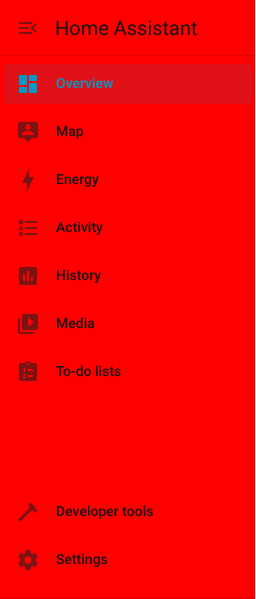 Home Assistant
Overview
Map
Energy
Activity
History
Media
To-do lists
Developer tools
Settings